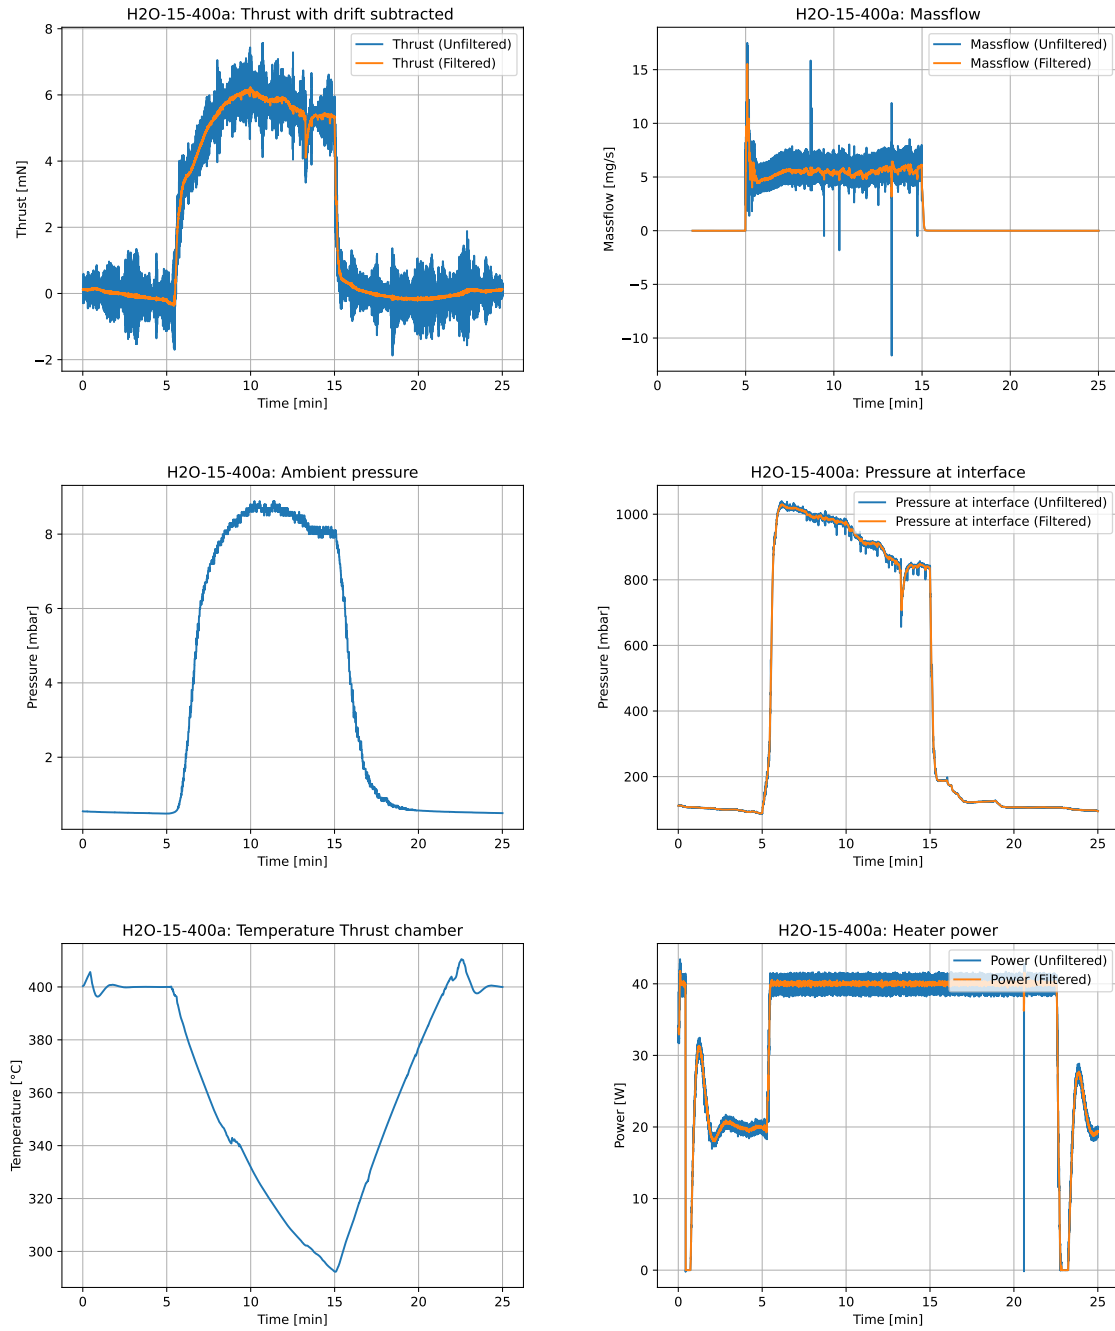 H2O-15-400a: Thrust with drift subtracted
Thrust (Unfiltered)
Thrust (Filtered)
8
6
4
2
0
−2
Thrust [mN]
0 5 10 15 20 25
Time [min]
H2O-15-400a: Massflow
Massflow (Unfiltered)
Massflow (Filtered)
15
10
5
0
−5
−10
Massflow [mg/s]
0 5 10 15 20 25
Time [min]
H2O-15-400a: Ambient pressure
8
6
4
2
Pressure [mbar]
0 5 10 15 20 25
Time [min]
H2O-15-400a: Pressure at interface
Pressure at interface (Unfiltered)
Pressure at interface (Filtered)
1000
800
600
400
200
Pressure [mbar]
0 5 10 15 20 25
Time [min]
H2O-15-400a: Temperature Thrust chamber
400
380
360
340
320
300
Temperature [°C]
0 5 10 15 20 25
Time [min]
H2O-15-400a: Heater power
Power (Unfiltered)
Power (Filtered)
40
30
20
10
0
Power [W]
0 5 10 15 20 25
Time [min]